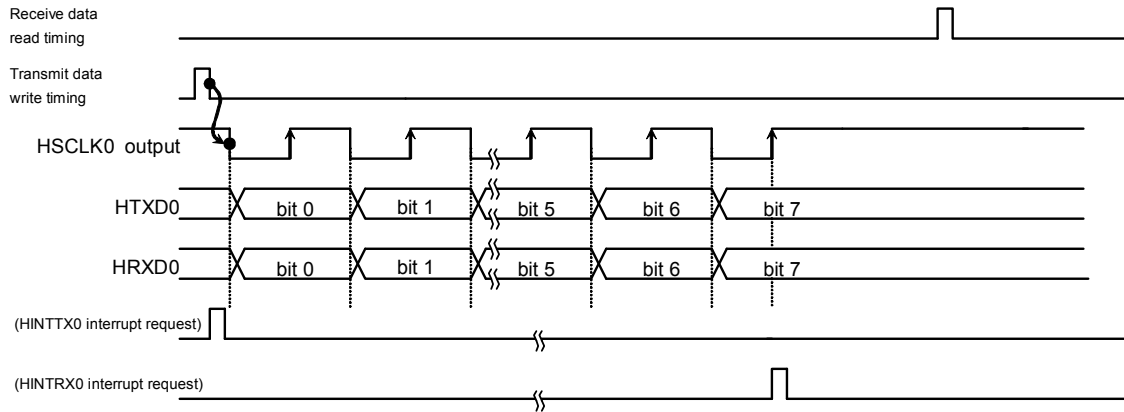 Receive data
read timing
Transmit data
write timing
HSCLK0 output
HTXD0
bit 0 bit 1 bit 5 bit 6 bit 7
HRXD0
bit 0 bit 1 bit 5 bit 6 bit 7
(HINTTX0 interrupt request)
(HINTRX0 interrupt request)